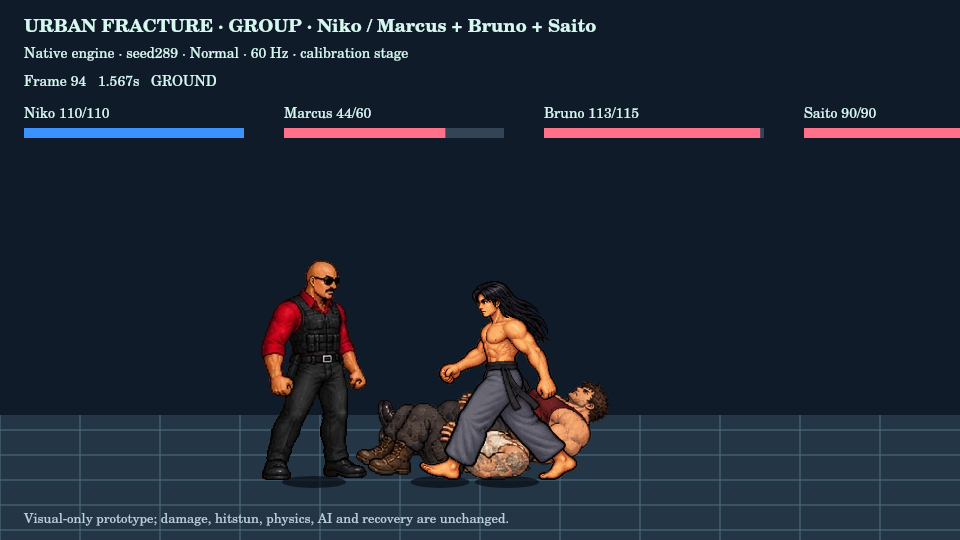 URBAN FRACTURE · GROUP · Niko / Marcus + Bruno + Saito
Native engine · seed289 · Normal · 60 Hz · calibration stage
Frame 94 1.567s GROUND
Niko 110/110 Marcus 44/60 Bruno 113/115 Saito 90/90
Visual-only prototype; damage, hitstun, physics, AI and recovery are unchanged.